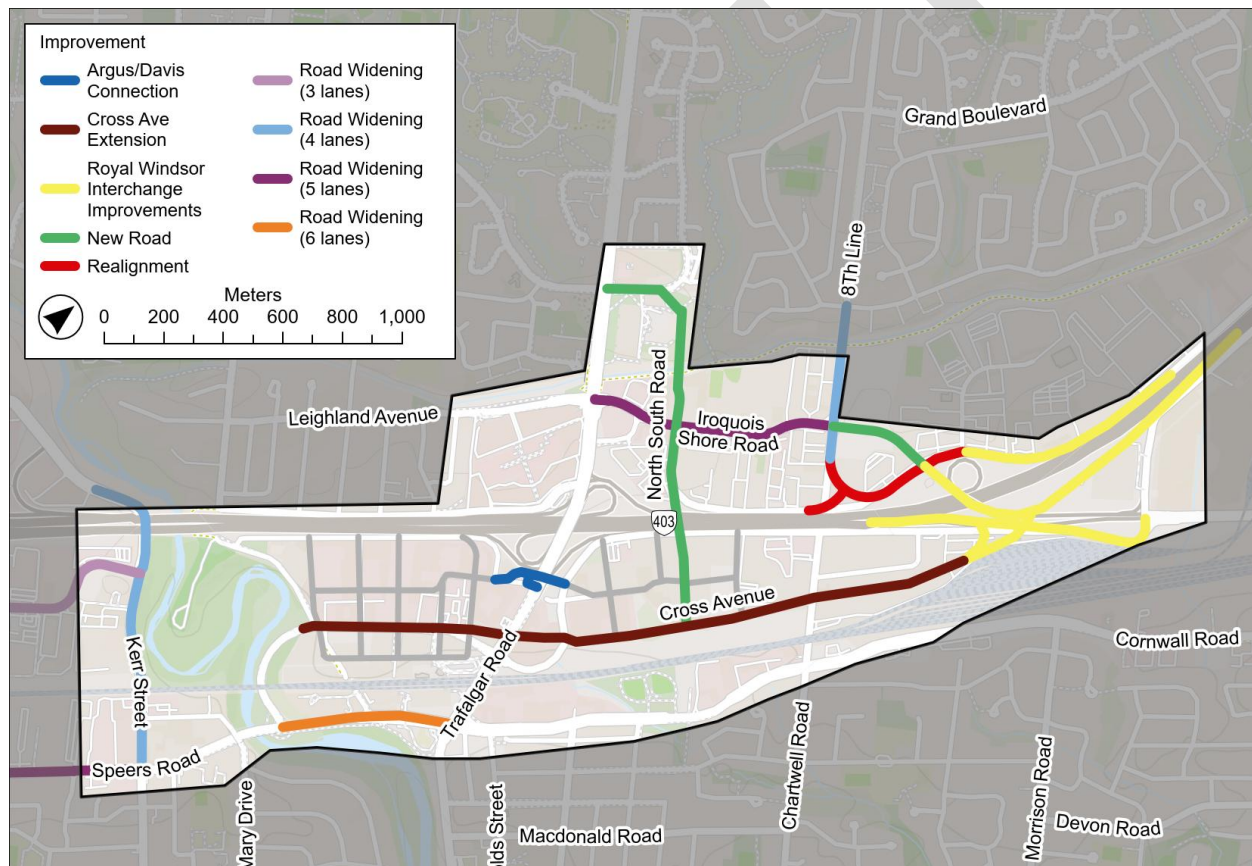 Improvement
Argus/Davis
Connection
Cross Ave
Extension
Royal Windsor
Interchange
Improvements
New Road
Realignment
Road Widening
(3 lanes)
Road Widening
(4 lanes)
Road Widening
(5 lanes)
Road Widening
(6 lanes)
Meters
0 200 400 600 800 1,000
Grand Boulevard
8Th Line
Leighland Avenue
North South Road
Iroquois
Shore Road
403
Cross Avenue
Kerr Street
Trafalgar Road
Cornwall Road
Speers Road
Chartwell Road
Morrison Road
Mary Drive
lds Street
Macdonald Road
Devon Road